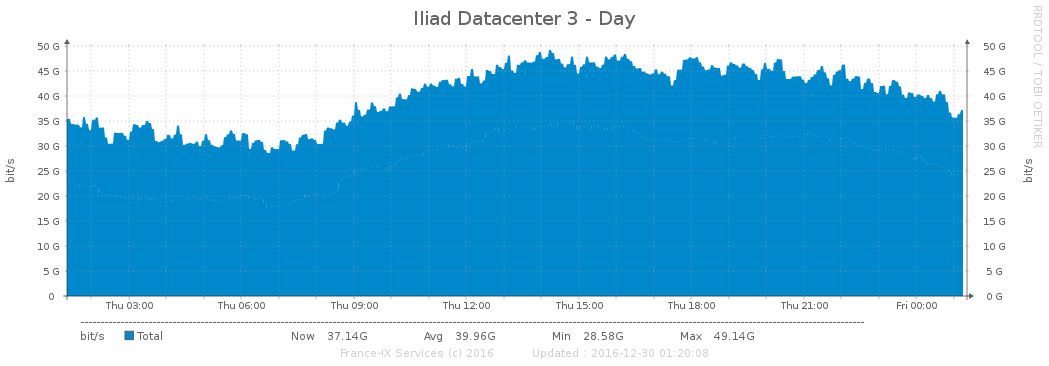 Iliad Datacenter 3 - Day
RRDTOOL / TOBI OETIKER
bit/s
50 G 50 G
45 G 45 G
40 G 40 G
35 G 35 G
30 G 30 G
25 G 25 G
20 G 20 G
15 G 15 G
10 G 10 G
5 G 5 G
0 0 G
bit/s
Thu 03:00 Thu 06:00 Thu 09:00 Thu 12:00 Thu 15:00 Thu 18:00 Thu 21:00 Fri 00:00
bit/s Total Now 37.14G Avg 39.96G Min 28.58G Max 49.14G
France-IX Services (c) 2016 Updated : 2016-12-30 01:20:08